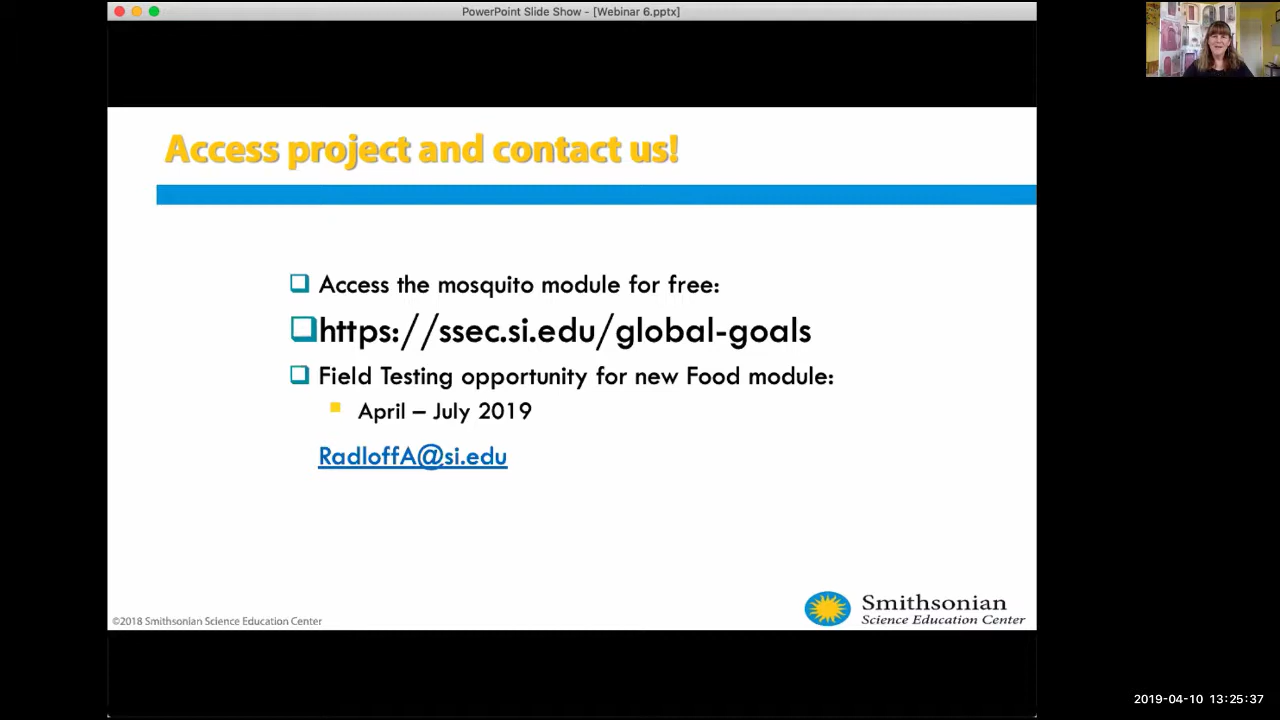 PowerPoint Slide Show - [Webinar 6.pptx]
Access project and contact us!
Access the mosquito module for free:
https://ssec.si.edu/global-goals
Field Testing opportunity for new Food module:
April – July 2019
RadloffA@si.edu
Smithsonian
Science Education Center
©2018 Smithsonian Science Education Center
2019-04-10 13:25:37